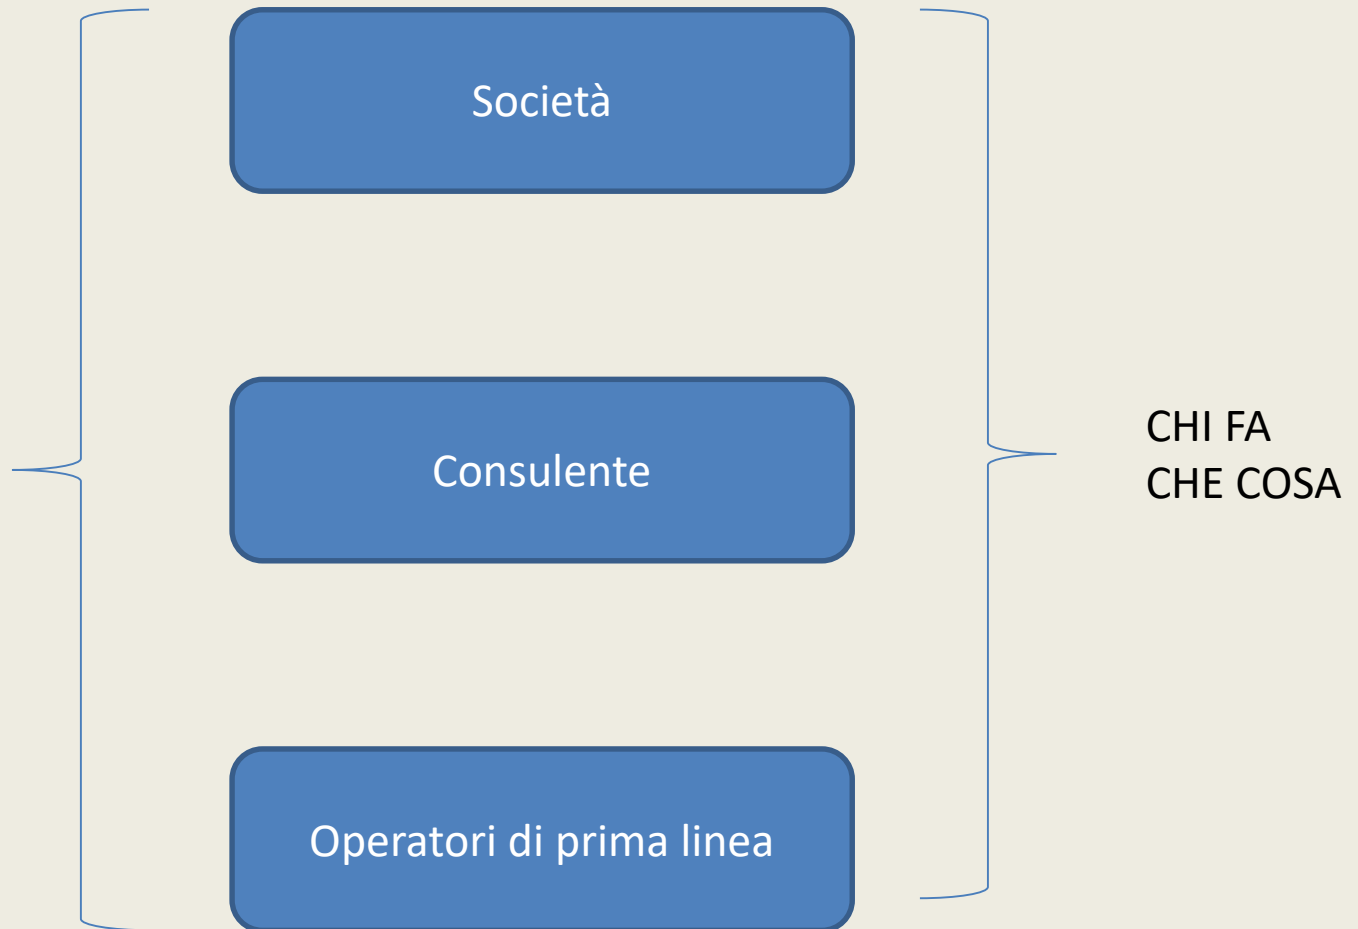 Società
Consulente
CHI FA
CHE COSA
Operatori di prima linea